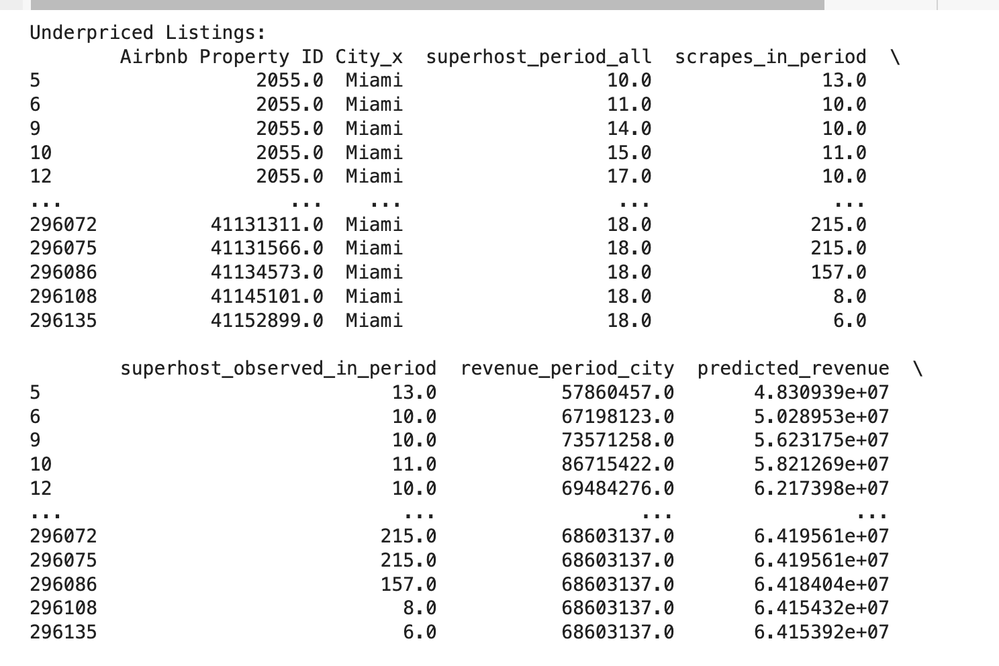 Underpriced Listings:
Airbnb Property ID City_x superhost_period_all scrapes_in_period \
5 2055.0 Miami 10.0 13.0
6 2055.0 Miami 11.0 10.0
9 2055.0 Miami 14.0 10.0
10 2055.0 Miami 15.0 11.0
12 2055.0 Miami 17.0 10.0
... ... ... ... ...
296072 41131311.0 Miami 18.0 215.0
296075 41131566.0 Miami 18.0 215.0
296086 41134573.0 Miami 18.0 157.0
296108 41145101.0 Miami 18.0 8.0
296135 41152899.0 Miami 18.0 6.0
superhost_observed_in_period revenue_period_city predicted_revenue \
5 13.0 57860457.0 4.830939e+07
6 10.0 67198123.0 5.028953e+07
9 10.0 73571258.0 5.623175e+07
10 11.0 86715422.0 5.821269e+07
12 10.0 69484276.0 6.217398e+07
... ... ... ...
296072 215.0 68603137.0 6.419561e+07
296075 215.0 68603137.0 6.419561e+07
296086 157.0 68603137.0 6.418404e+07
296108 8.0 68603137.0 6.415432e+07
296135 6.0 68603137.0 6.415392e+07